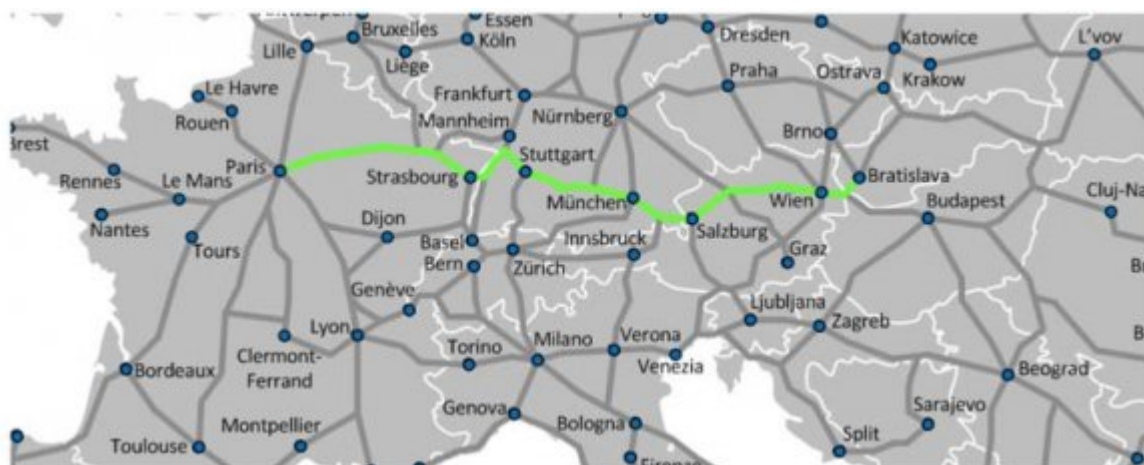 Essen
Bruxelles
Köln
Dresden
Katowice
L'vov
Lille
Liège
Praha
Ostrava
Krakow
Le Havre
Frankfurt
Nürnberg
Rouen
Mannheim
Brno
Brest
Paris
Strasbourg
Stuttgart
Bratislava
Rennes
Le Mans
München
Wien
Budapest
Nantes
Dijon
Salzburg
Tours
Basel
Innsbruck
Graz
Bern
Zürich
Genève
Ljubljana
Lyon
Milano
Verona
Zagreb
Clermont-
Ferrand
Torino
Venezia
Bordeaux
Beograd
Genova
Bologna
Sarajevo
Montpellier
Toulouse
Split